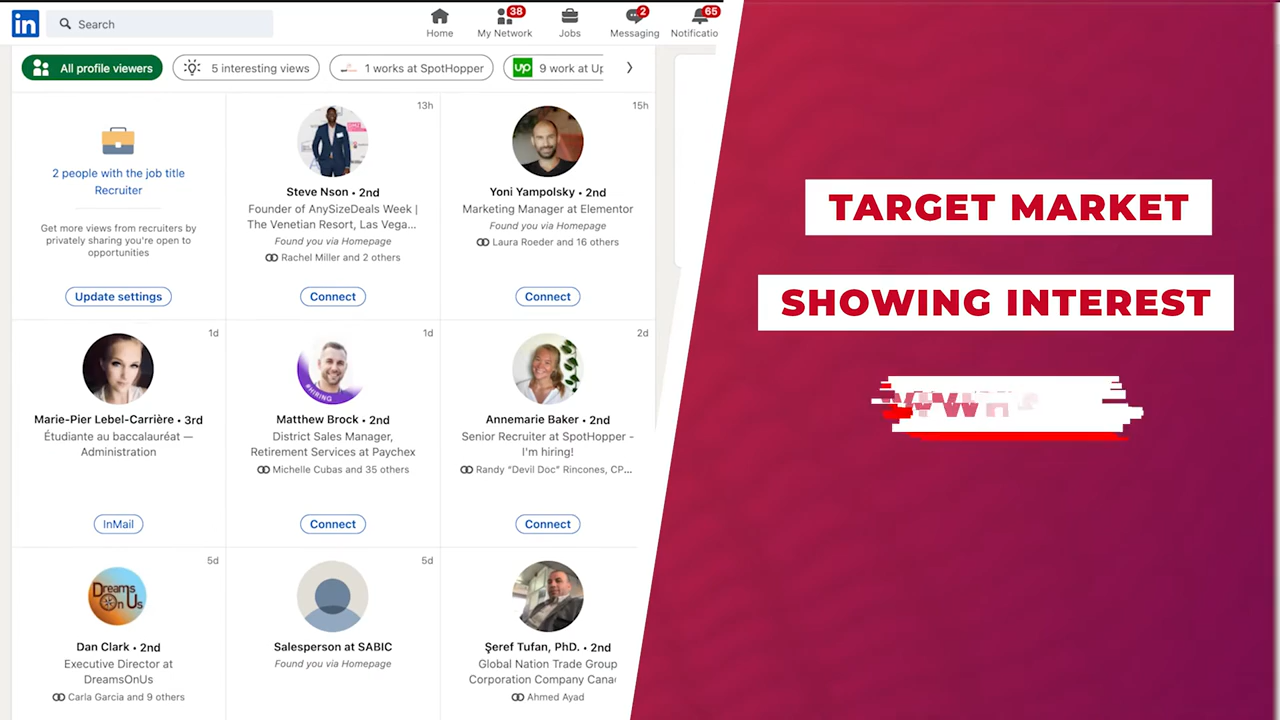 in
Search
38
2
65
Home
My Network
Jobs
Messaging
Notificatio
All profile viewers
5 interesting views
1 works at SpotHopper
up
9 work at Up
2 people with the job title
Recruiter
Get more views from recruiters by
privately sharing you're open to
opportunities
Update settings
13h
Steve Nson • 2nd
Founder of AnySizeDeals Week |
The Venetian Resort, Las Vega...
Found you via Homepage
Rachel Miller and 2 others
Connect
15h
Yoni Yampolsky • 2nd
Marketing Manager at Elementor
Found you via Homepage
Laura Roeder and 16 others
Connect
1d
Marie-Pier Lebel-Carrière • 3rd
Étudiante au baccalauréat —
Administration
InMail
1d
#HIRING
Matthew Brock • 2nd
District Sales Manager,
Retirement Services at Paychex
Michelle Cubas and 35 others
Connect
2d
Annemarie Baker • 2nd
Senior Recruiter at SpotHopper -
I'm hiring!
Randy “Devil Doc” Rincones, CP...
Connect
5d
Dreams
On Us
Dan Clark • 2nd
Executive Director at
DreamsOnUs
Carla Garcia and 9 others
5d
Salesperson at SABIC
Found you via Homepage
Şeref Tufan, PhD. • 2nd
Global Nation Trade Group
Corporation Company Cana
Ahmed Ayad
TARGET MARKET
SHOWING INTEREST